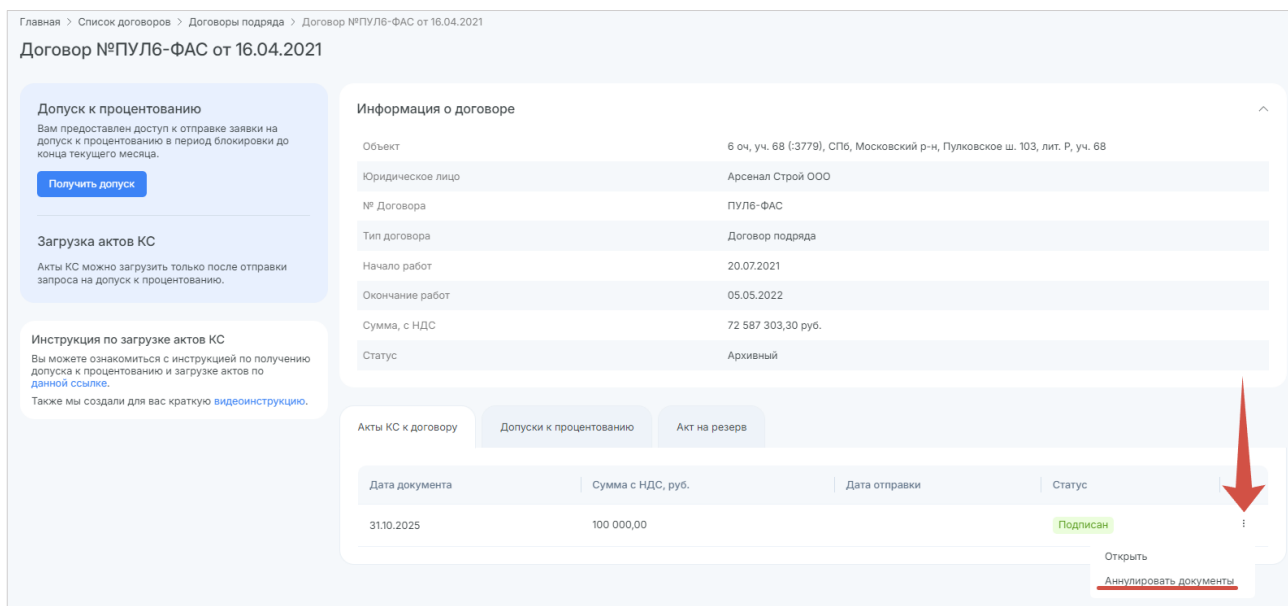 Главная > Список договоров > Договоры подряда > Договор №ПУЛ6-ФАС от 16.04.2021
Договор №ПУЛ6-ФАС от 16.04.2021
Допуск к процентованию
Вам предоставлен доступ к отправке заявки на
допуск к процентованию в период блокировки до
конца текущего месяца.
Получить допуск
Загрузка актов КС
Акты КС можно загрузить только после отправки
запроса на допуск к процентованию.
Инструкция по загрузке актов КС
Вы можете ознакомиться с инструкцией по получению
допуска к процентованию и загрузке актов по
данной ссылке.
Также мы создали для вас краткую видеоинструкцию.
Информация о договоре
Объект 6 оч, уч. 68 (:3779), СПб, Московский р-н, Пулковское ш. 103, лит. Р, уч. 68
Юридическое лицо Арсенал Строй ООО
№ Договора ПУЛ6-ФАС
Тип договора Договор подряда
Начало работ 20.07.2021
Окончание работ 05.05.2022
Сумма, с НДС 72 587 303,30 руб.
Статус Архивный
Акты КС к договору Допуски к процентованию Акт на резерв
Дата документа Сумма с НДС, руб. Дата отправки Статус
31.10.2025 100 000,00 Подписан
Открыть
Аннулировать документы